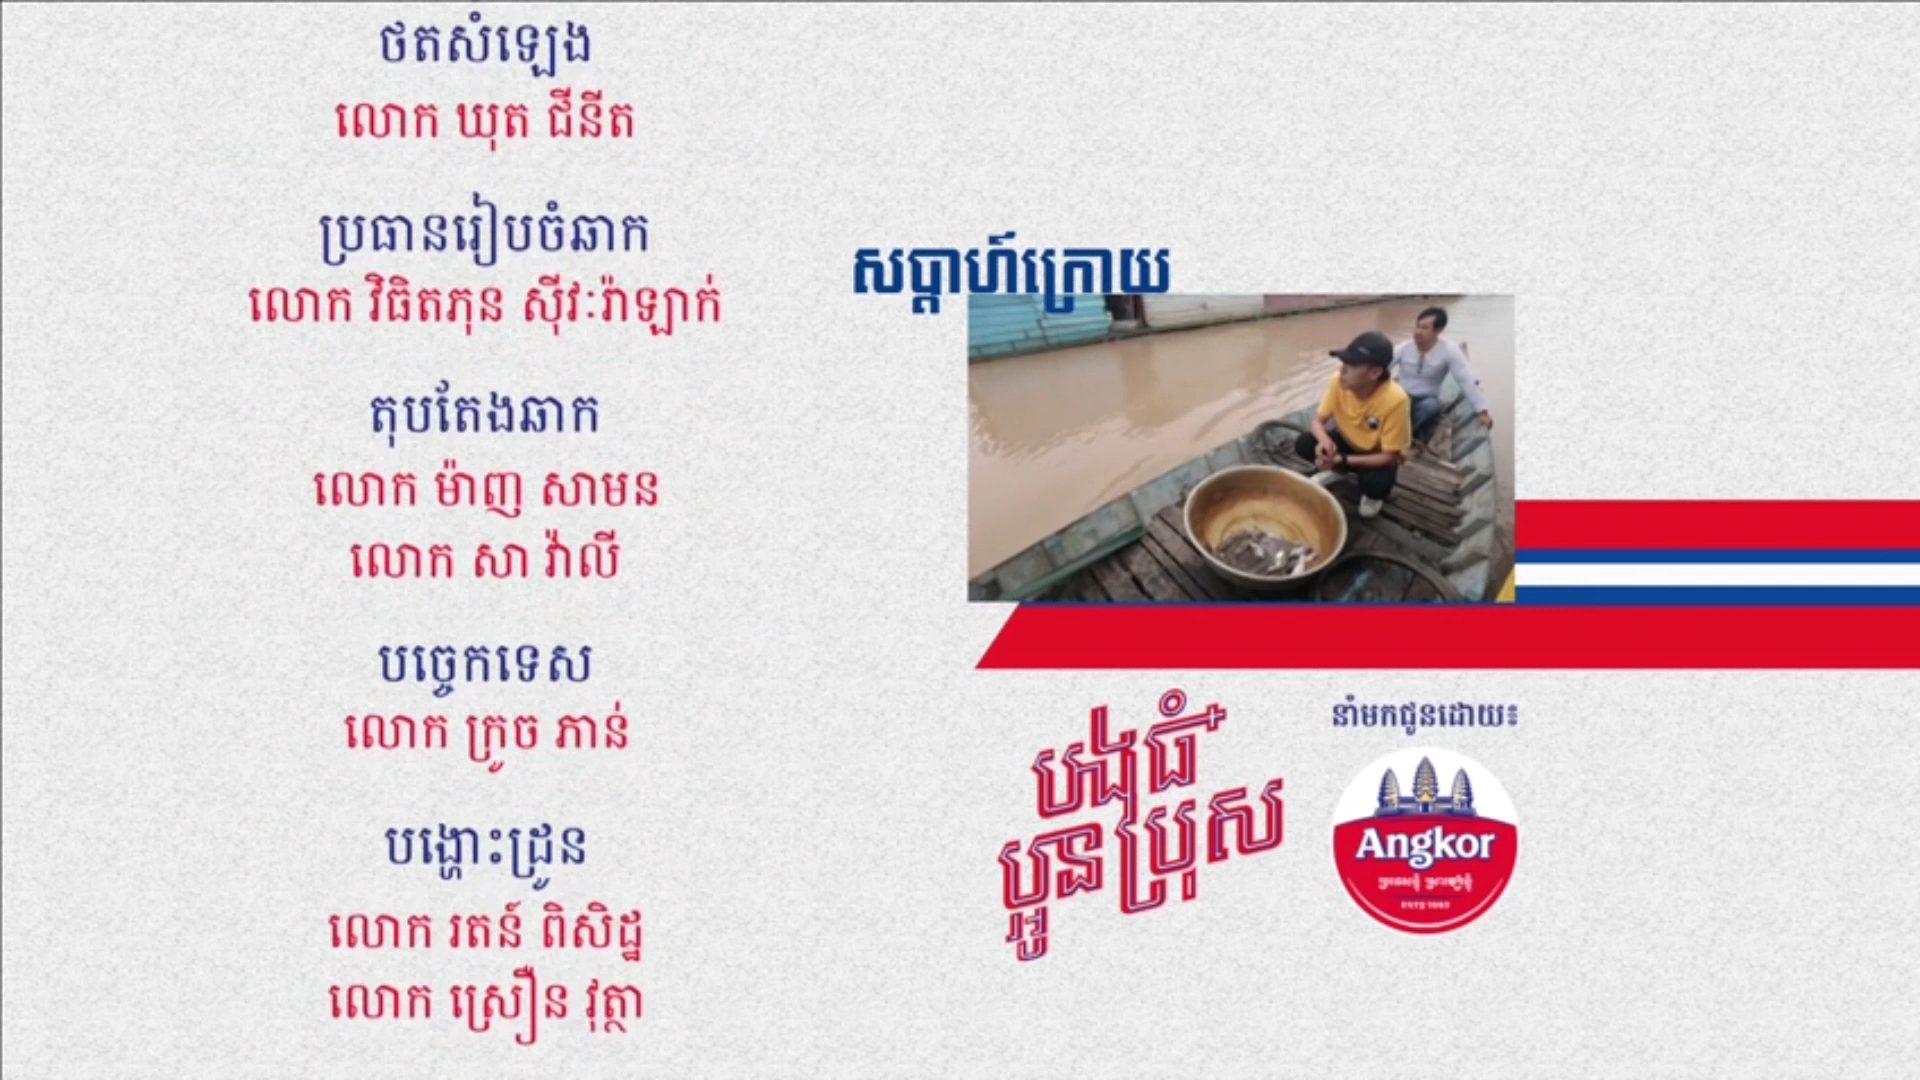 ថតសំឡេង
លោក ឃុត ជីនីត
ប្រធានរៀបចំឆាក
លោក វិធិតភុន ស៊ីវៈរ៉ាឡាក់
តុបតែងឆាក
លោក ម៉ាញ សាមន
លោក សា វ៉ាលី
បច្ចេកទេស
លោក ក្រូច ភាន់
បង្ហោះដ្រូន
លោក រតន៍ ពិសិដ្ឋ
លោក ស្រឿន វុត្ថា
សប្តាហ៍ក្រោយ
បងធំ
ប្អូនប្រុស
នាំមកជូនដោយ៖
Angkor